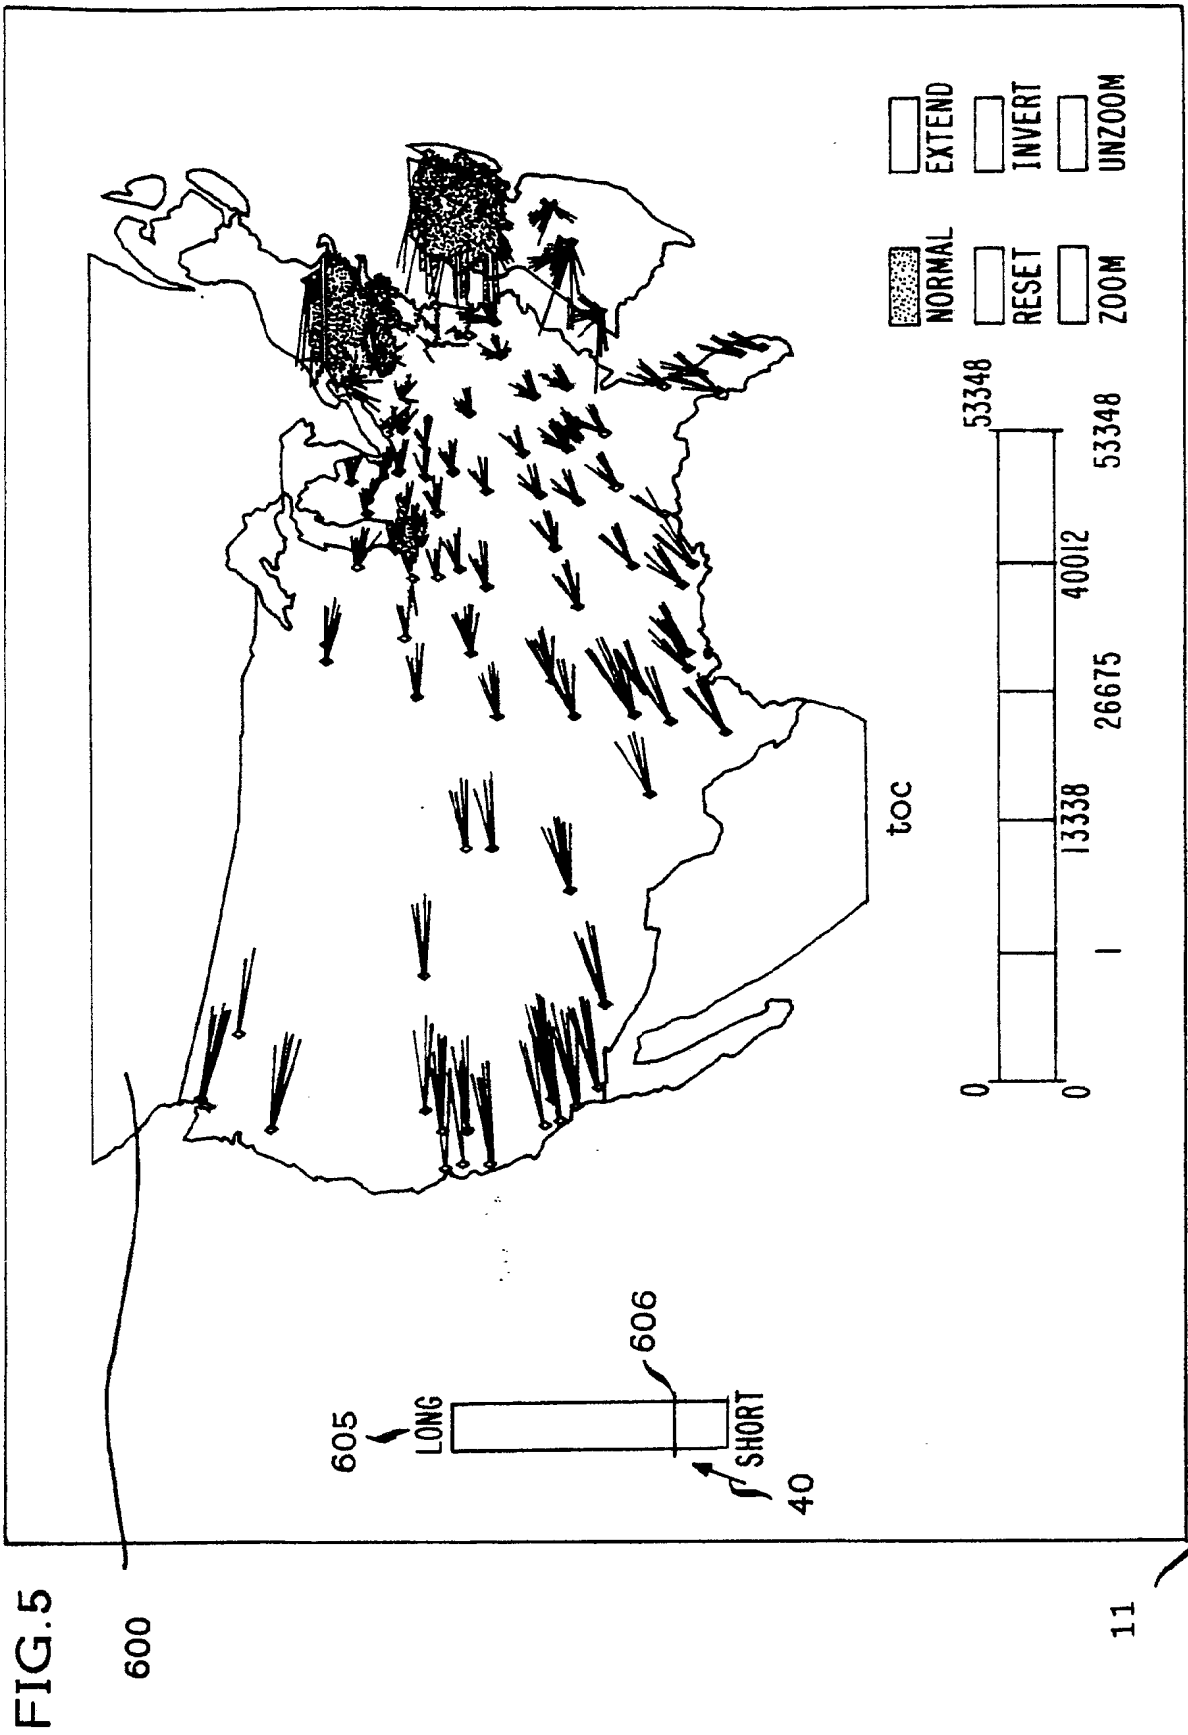 FIG.5
600
605
LONG
606
SHORT
40
toc
0
53348
0
1
13338
26675
40012
53348
NORMAL
EXTEND
RESET
INVERT
ZOOM
UNZOOM
11